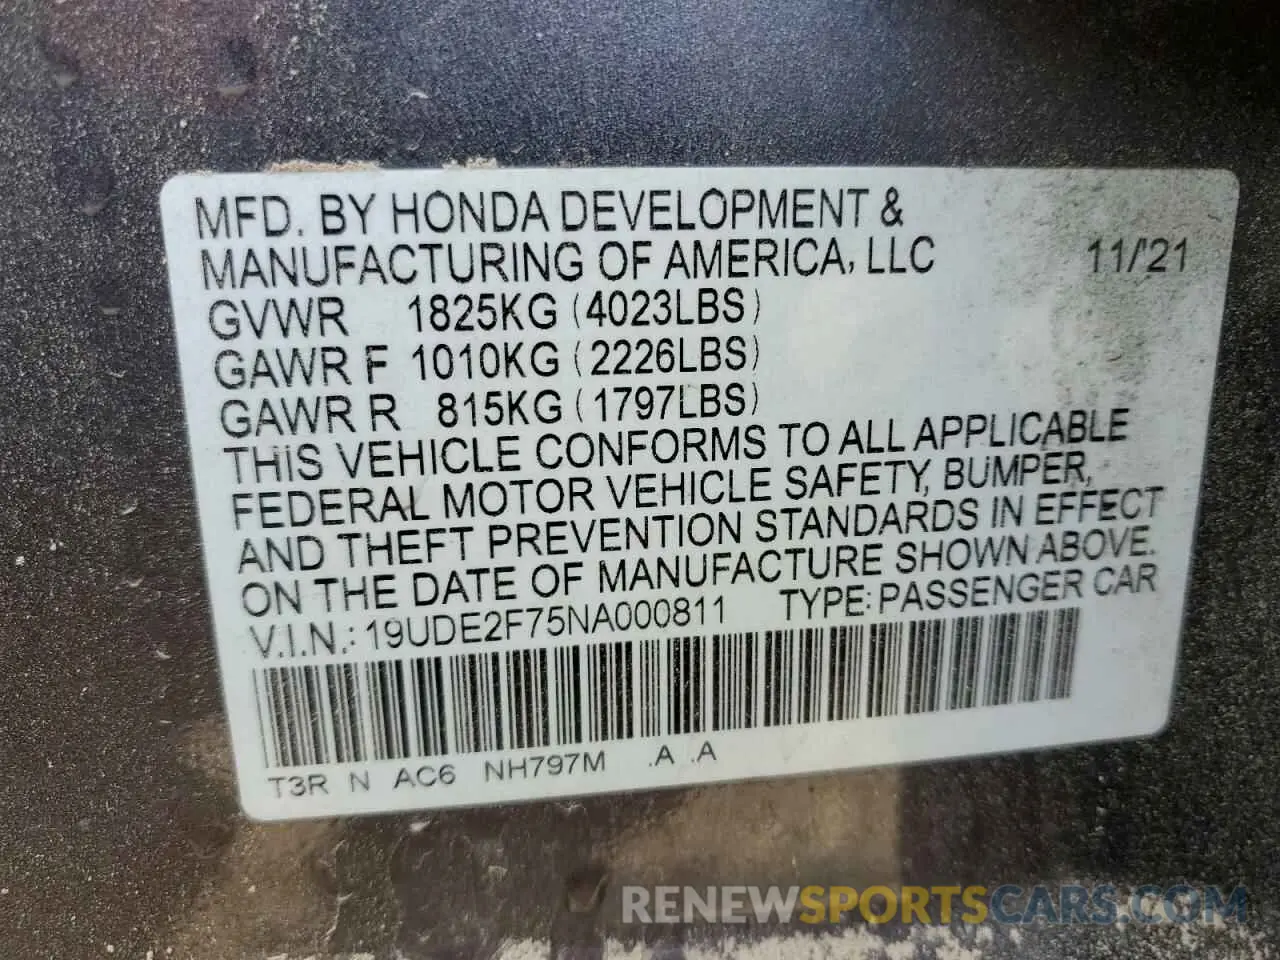 MFD. BY HONDA DEVELOPMENT &
MANUFACTURING OF AMERICA, LLC 11/'21
GVWR 1825KG (4023LBS)
GAWR F 1010KG (2226LBS)
GAWR R 815KG (1797LBS)
THIS VEHICLE CONFORMS TO ALL APPLICABLE
FEDERAL MOTOR VEHICLE SAFETY, BUMPER,
AND THEFT PREVENTION STANDARDS IN EFFECT
ON THE DATE OF MANUFACTURE SHOWN ABOVE.
V.I.N.: 19UDE2F75NA000811 TYPE: PASSENGER CAR
T3R N AC6 NH797M .A .A
RENEWSPORTSCARS.COM